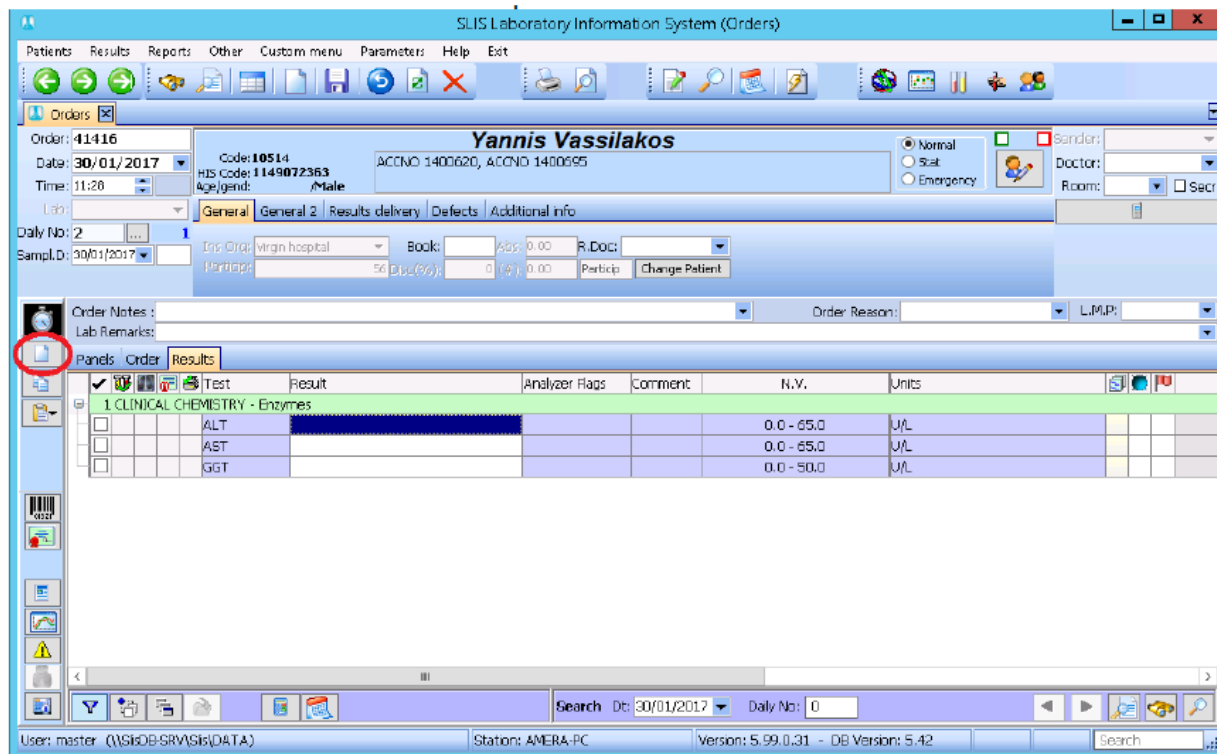 SLIS Laboratory Information System (Orders)
Patients Results Reports Other Custom menu Parameters Help Exit
Orders
Order: 41416
Yannis Vassilakos
Normal
Sender:
Date: 30/01/2017
Code:10514
ACCNO 1400620, ACCNO 1400695
Stat
Doctor:
HIS Code: 1149072363
Time: 11:28
Age/gend: /Male
Emergency
Room:
Secr
Lab:
General General 2 Results delivery Defects Additional info
Daily No: 2 ... 1
Ins Org: Virgin hospital Book: Abs: 0.00 R.Doc:
Sampl.D: 30/01/2017
Particip: 56 Disc(%): 0 0.00 Particip Change Patient
Order Notes : Order Reason: L.M.P:
Lab Remarks:
Panels Order Results
Test Result Analyzer Flags Comment N.V. Units
1 CLINICAL CHEMISTRY - Enzymes
ALT 0.0 - 65.0 U/L
AST 0.0 - 65.0 U/L
GGT 0.0 - 50.0 U/L
Search Dt: 30/01/2017 Daily No: 0
User: master (\\SisDB-SRV\Sis\DATA) Station: AMERA-PC Version: 5.99.0.31 - DB Version: 5.42 Search